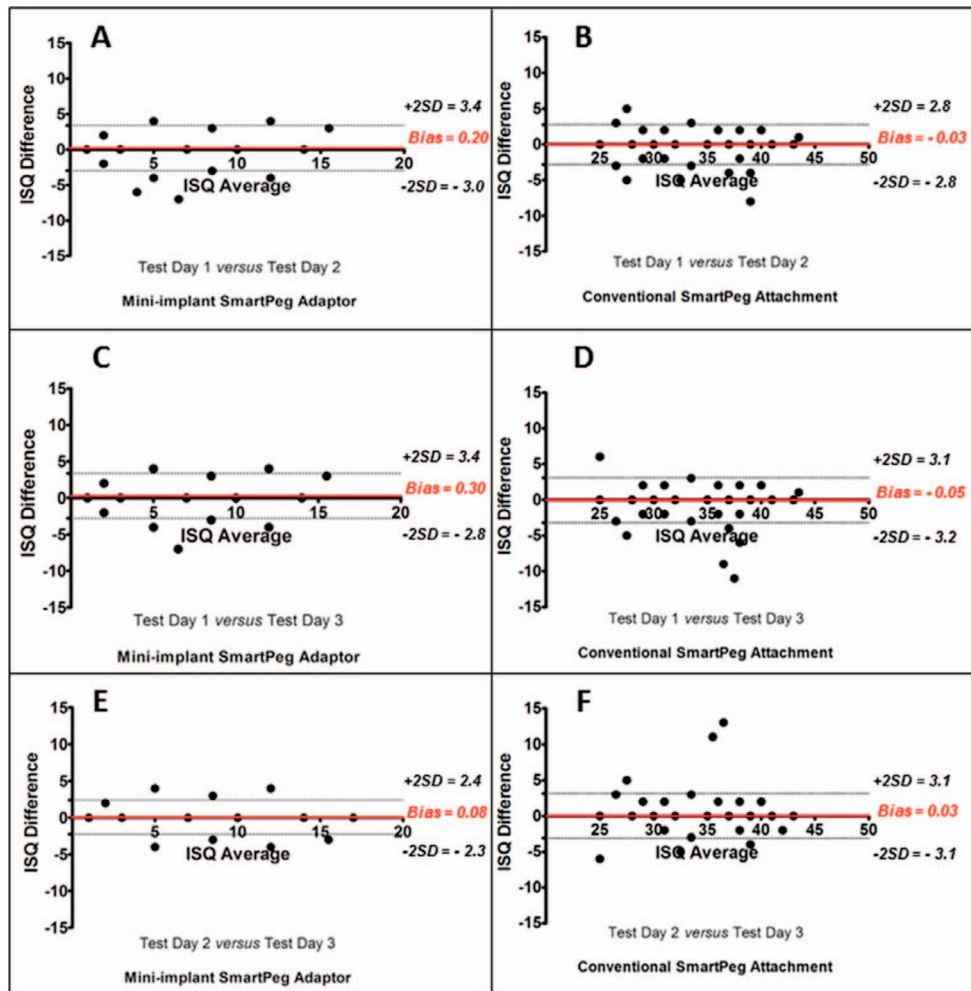 A
15
10
5
0
-5
-10
-15
ISQ Difference
5
10
15
20
ISQ Average
+2SD = 3.4
Bias = 0.20
-2SD = - 3.0
Test Day 1 versus Test Day 2
Mini-implant SmartPeg Adaptor
B
15
10
5
0
-5
-10
-15
ISQ Difference
25
30
35
40
45
50
ISQ Average
+2SD = 2.8
Bias = - 0.03
-2SD = - 2.8
Test Day 1 versus Test Day 2
Conventional SmartPeg Attachment
C
15
10
5
0
-5
-10
-15
ISQ Difference
5
10
15
20
ISQ Average
+2SD = 3.4
Bias = 0.30
-2SD = - 2.8
Test Day 1 versus Test Day 3
Mini-implant SmartPeg Adaptor
D
15
10
5
0
-5
-10
-15
ISQ Difference
25
30
35
40
45
50
ISQ Average
+2SD = 3.1
Bias = - 0.05
-2SD = - 3.2
Test Day 1 versus Test Day 3
Conventional SmartPeg Attachment
E
15
10
5
0
-5
-10
-15
ISQ Difference
5
10
15
20
ISQ Average
+2SD = 2.4
Bias = 0.08
-2SD = - 2.3
Test Day 2 versus Test Day 3
Mini-implant SmartPeg Adaptor
F
15
10
5
0
-5
-10
-15
ISQ Difference
25
30
35
40
45
50
ISQ Average
+2SD = 3.1
Bias = 0.03
-2SD = - 3.1
Test Day 2 versus Test Day 3
Conventional SmartPeg Attachment